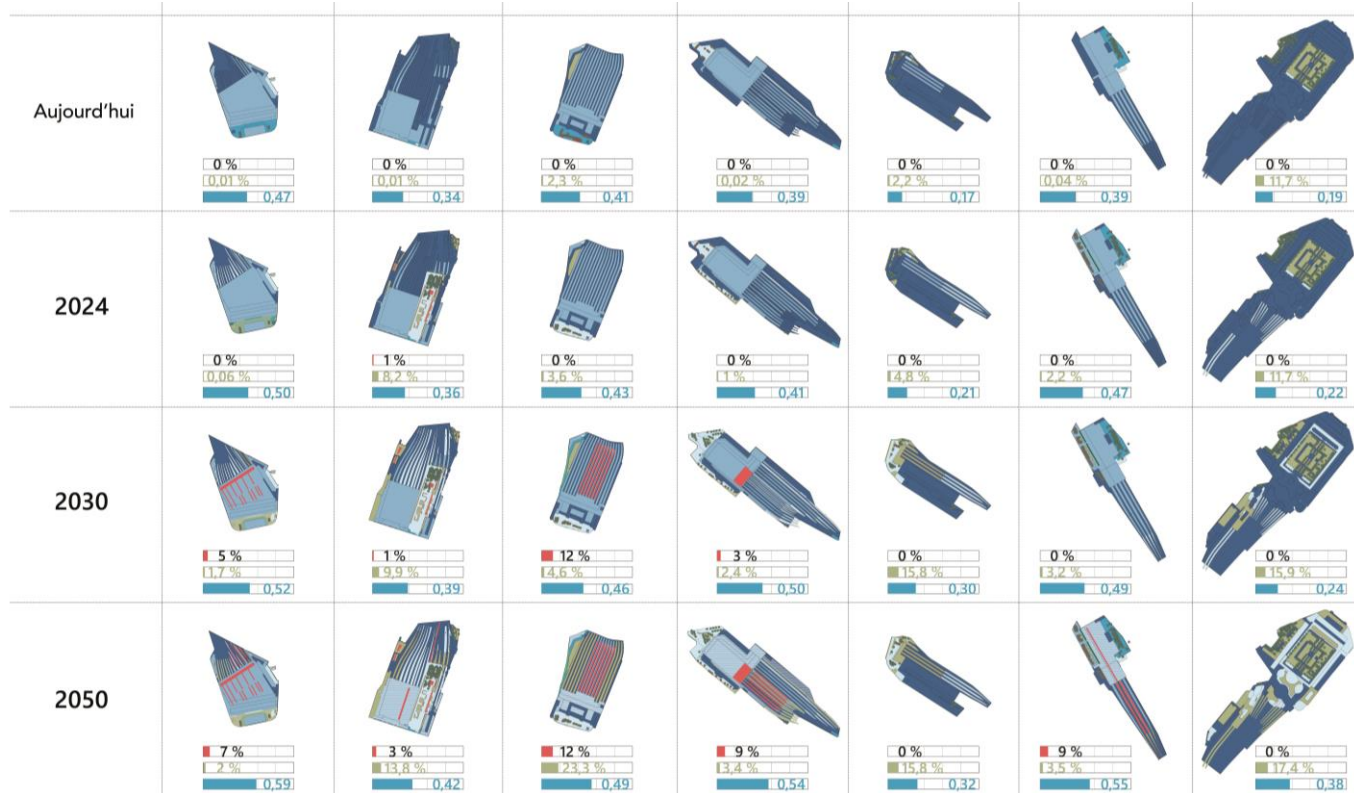 Aujourd'hui
0 % 0 % 0 % 0 % 0 % 0 % 0 %
0,01 % 0,01 % 2,3 % 0,02 % 2,2 % 0,04 % 11,7 %
0,47 0,34 0,41 0,39 0,17 0,39 0,19
2024
0 % 1 % 0 % 0 % 0 % 0 % 0 %
0,06 % 8,2 % 3,6 % 1 % 4,8 % 2,2 % 11,7 %
0,50 0,36 0,43 0,41 0,21 0,47 0,22
2030
5 % 1 % 12 % 3 % 0 % 0 % 0 %
1,7 % 9,9 % 4,6 % 2,4 % 15,8 % 3,2 % 15,9 %
0,52 0,39 0,46 0,50 0,30 0,49 0,24
2050
7 % 3 % 12 % 9 % 0 % 9 % 0 %
2 % 13,8 % 23,3 % 3,4 % 15,8 % 3,5 % 17,4 %
0,59 0,42 0,49 0,54 0,32 0,55 0,38